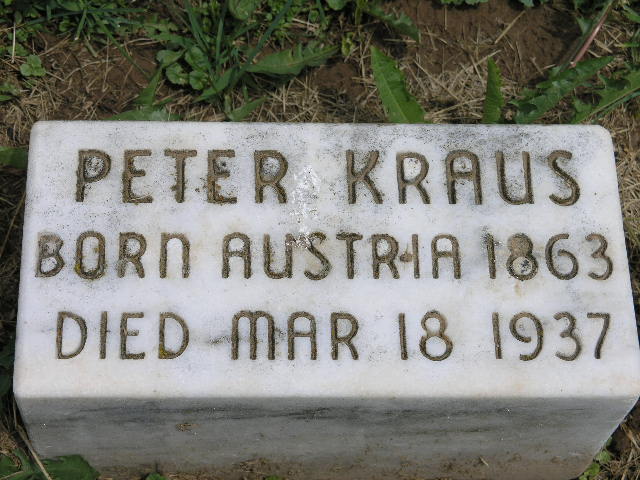 PETER KRAUS
BORN AUSTRIA 1863
DIED MAR 18 1937